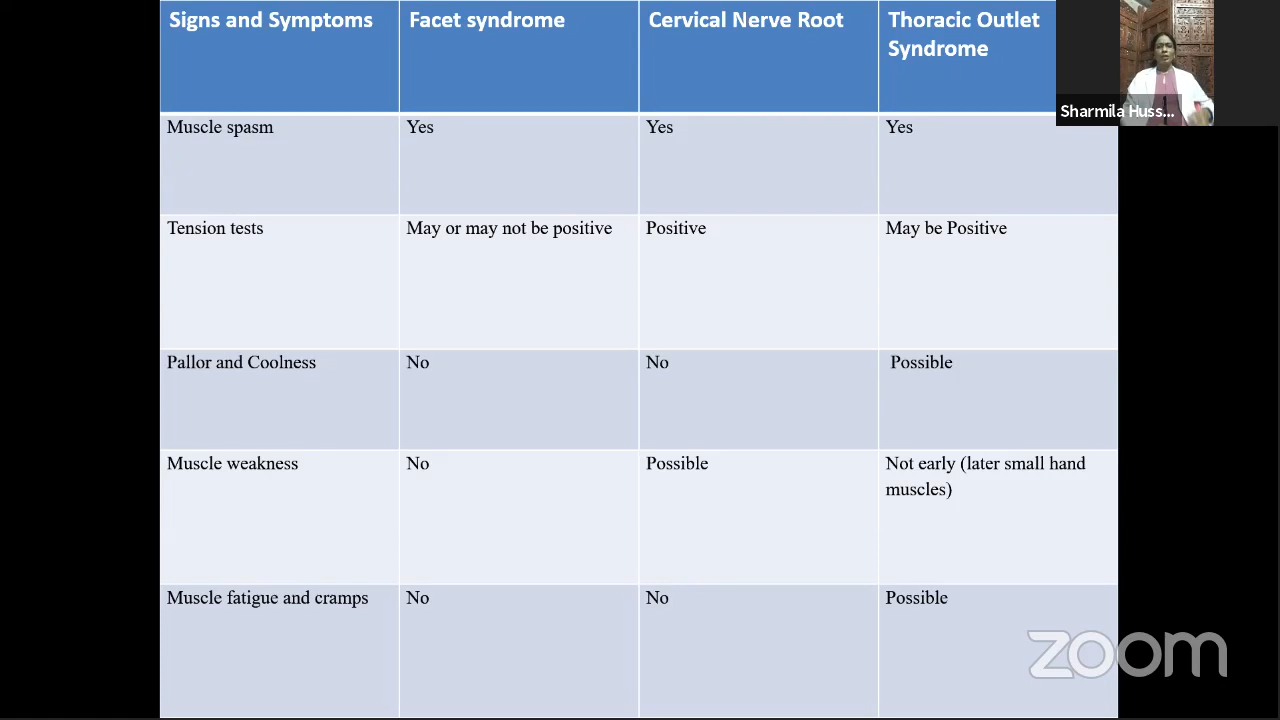 Signs and Symptoms
Facet syndrome
Cervical Nerve Root
Thoracic Outlet
Syndrome
Sharmila Huss...
Muscle spasm
Yes
Yes
Yes
Tension tests
May or may not be positive
Positive
May be Positive
Pallor and Coolness
No
No
Possible
Muscle weakness
No
Possible
Not early (later small hand
muscles)
Muscle fatigue and cramps
No
No
Possible
zoom